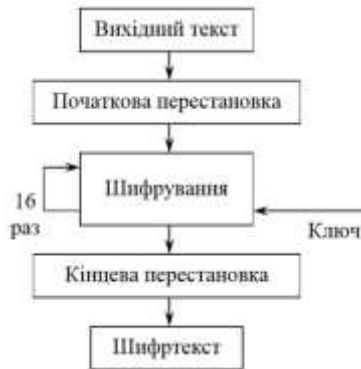 Вихідний текст
Початкова перестановка
Шифрування
16
раз
Ключ
Кінцева перестановка
Шифртекст